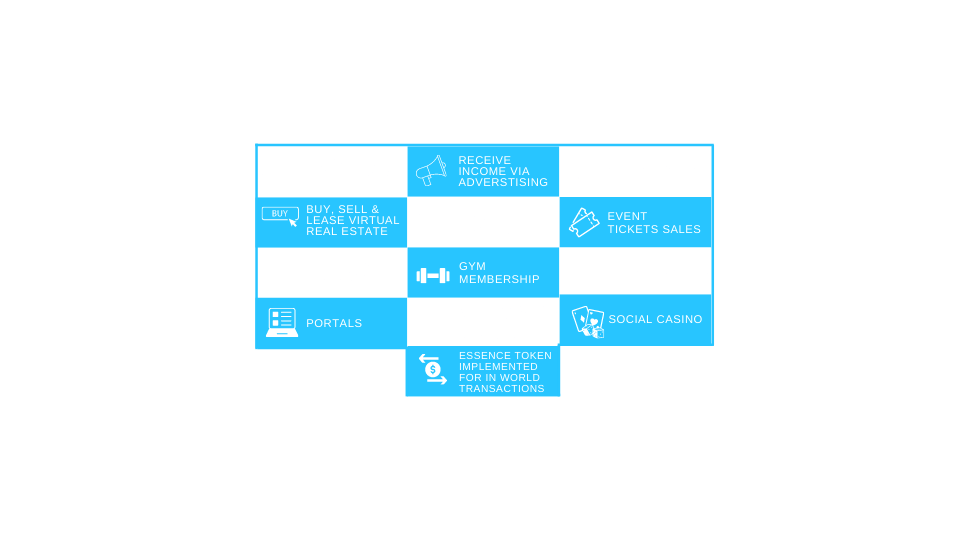 RECEIVE
INCOME VIA
ADVERSTISING
BUY
BUY, SELL &
LEASE VIRTUAL
REAL ESTATE
EVENT
TICKETS SALES
GYM
MEMBERSHIP
PORTALS
SOCIAL CASINO
$
ESSENCE TOKEN
IMPLEMENTED
FOR IN WORLD
TRANSACTIONS